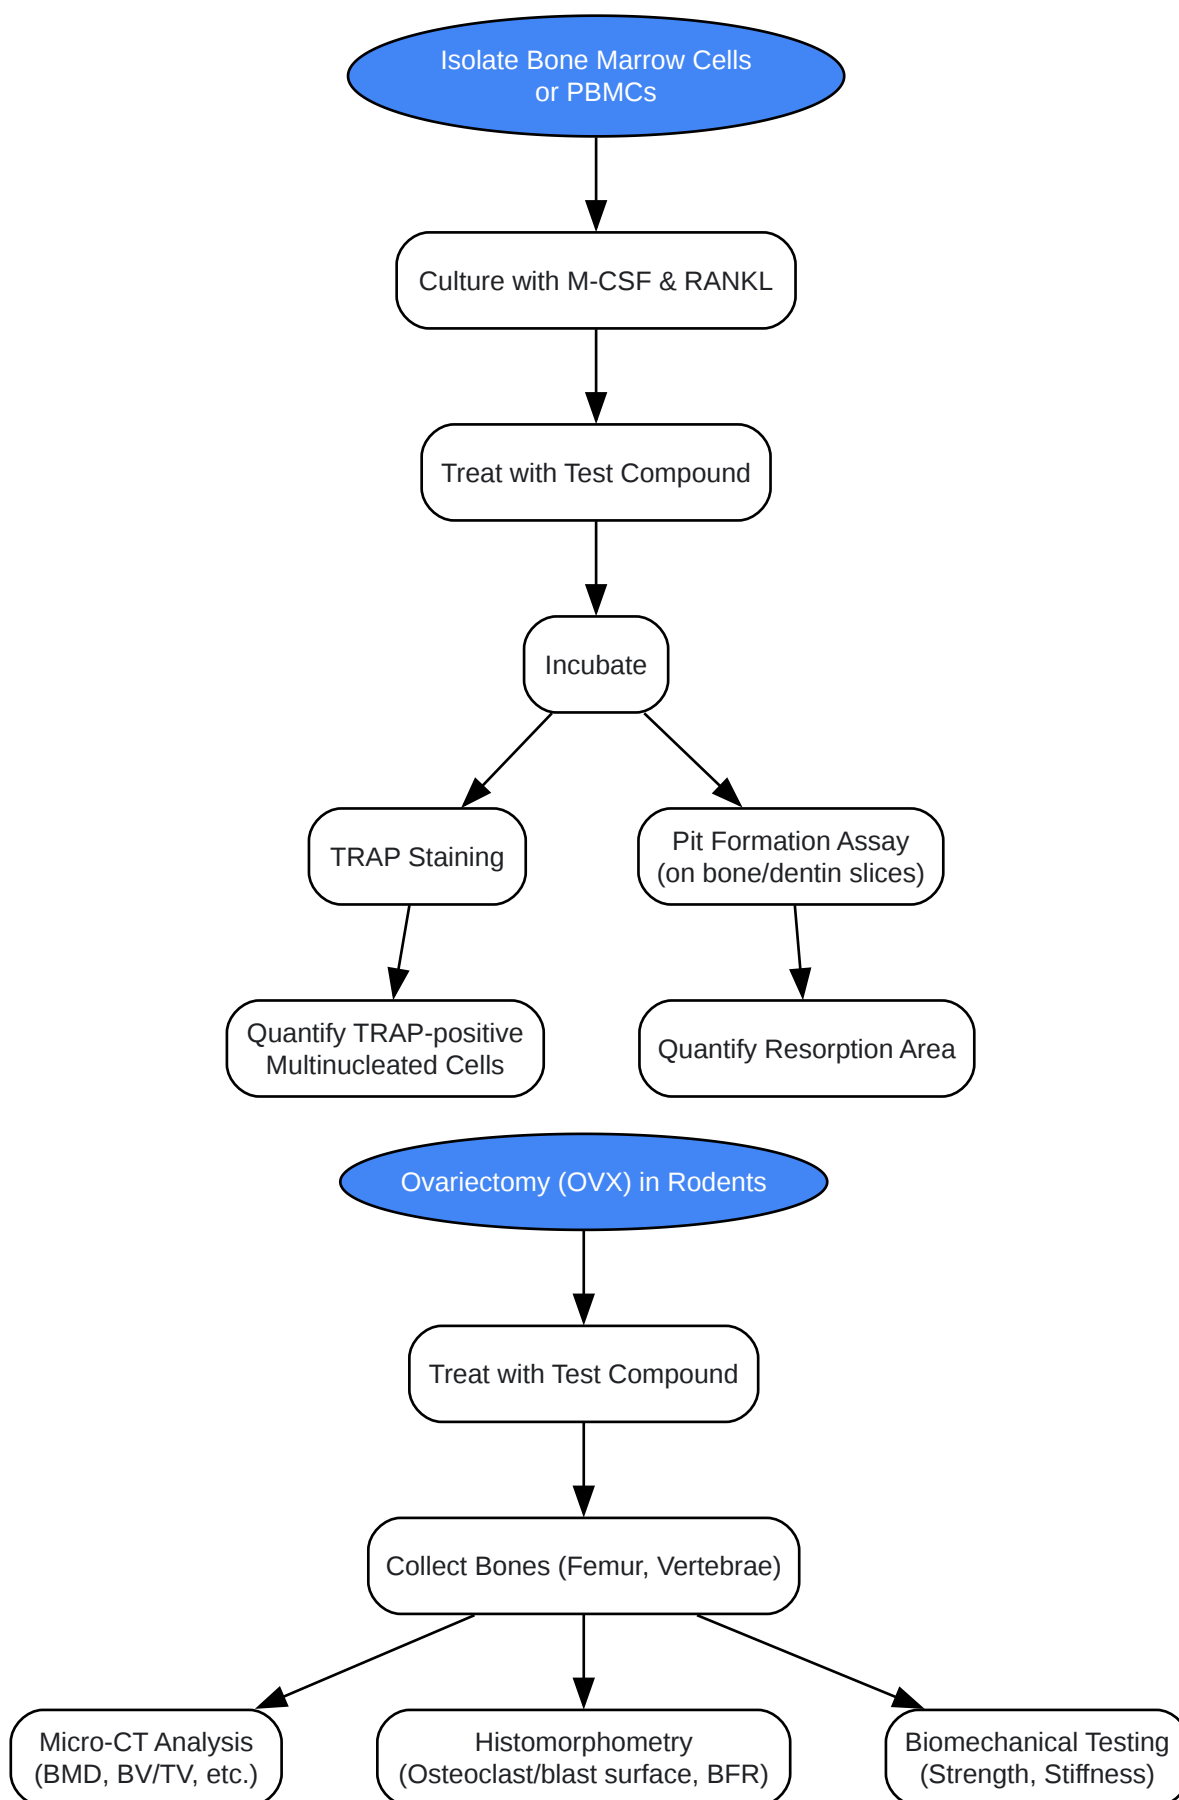 Isolate Bone Marrow Cells
or PBMCs
Culture with M-CSF & RANKL
Treat with Test Compound
Incubate
TRAP Staining
Pit Formation Assay
(on bone/dentin slices)
Quantify TRAP-positive
Multinucleated Cells
Quantify Resorption Area
Ovariectomy (OVX) in Rodents
Treat with Test Compound
Collect Bones (Femur, Vertebrae)
Micro-CT Analysis
(BMD, BV/TV, etc.)
Histomorphometry
(Osteoclast/blast surface, BFR)
Biomechanical Testing
(Strength, Stiffness)